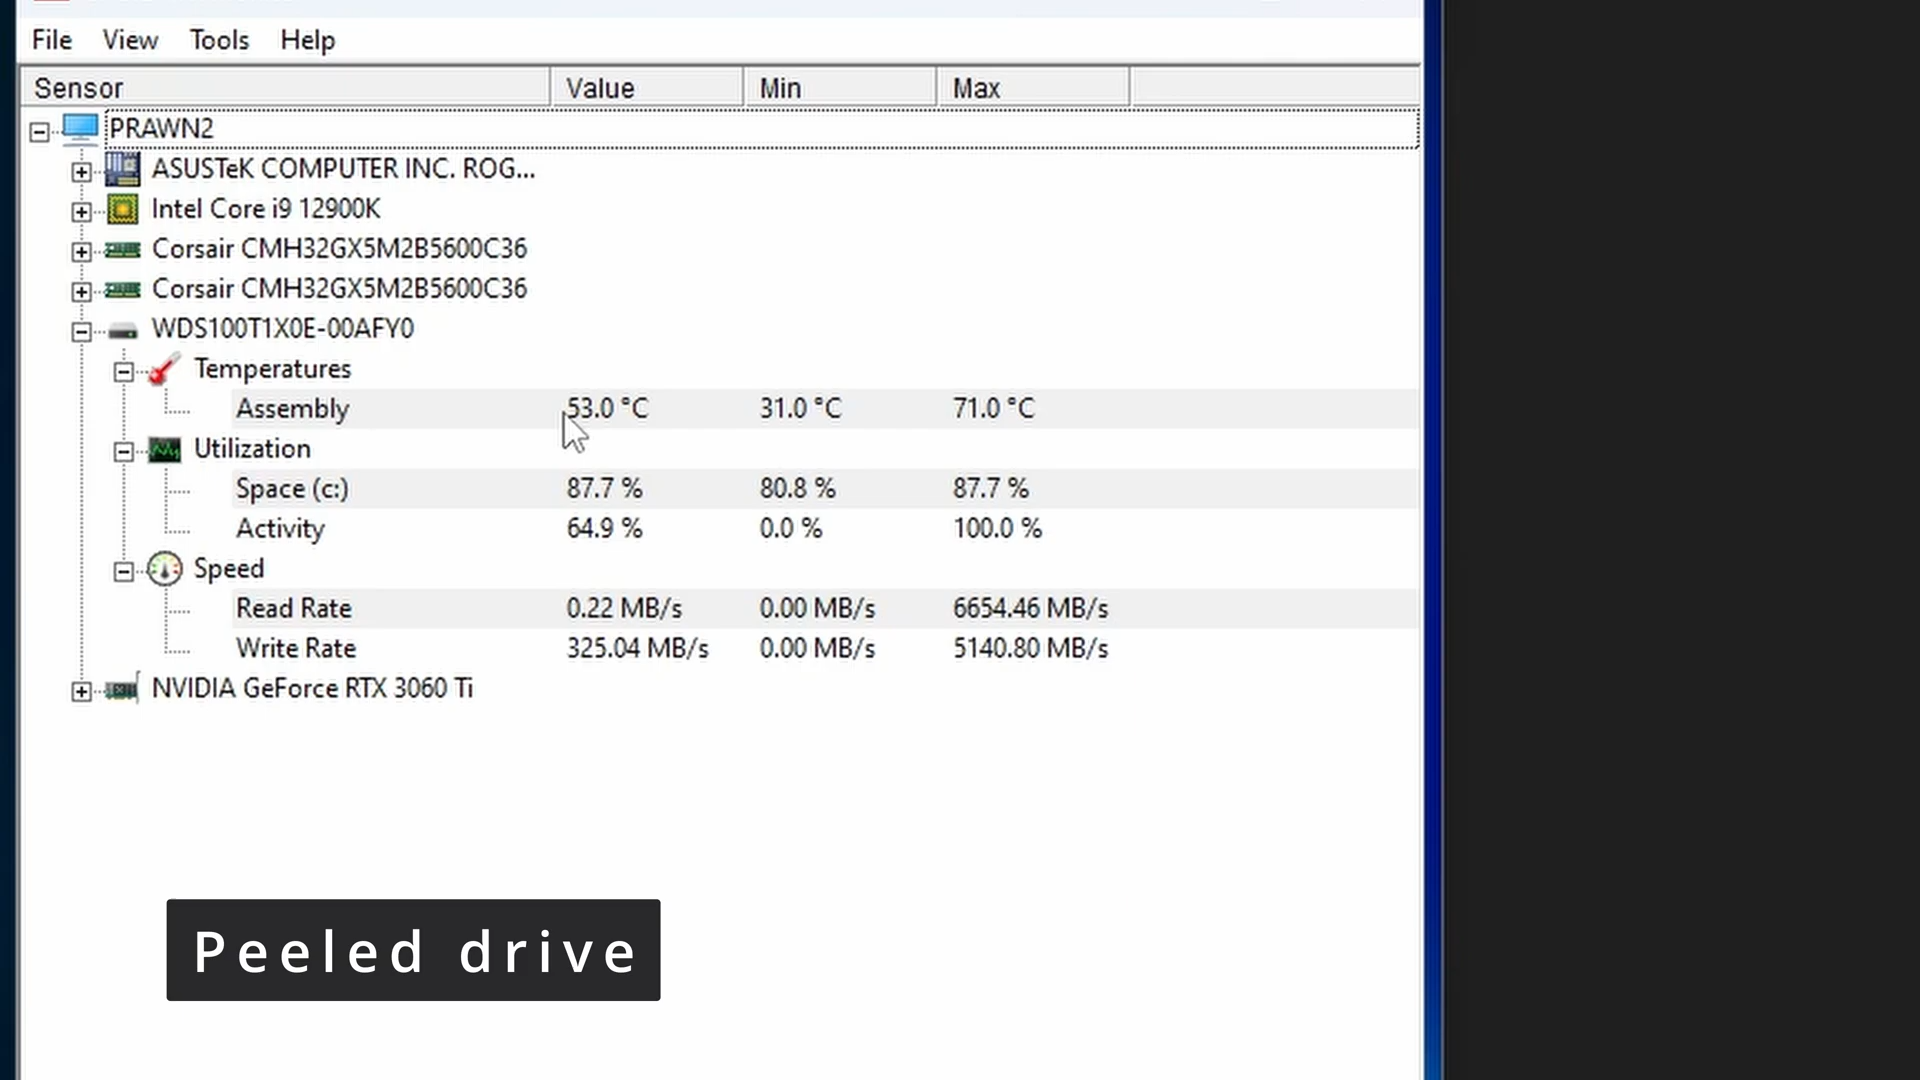 File View Tools Help
Sensor Value Min Max
PRAWN2
ASUSTeK COMPUTER INC. ROG...
Intel Core i9 12900K
Corsair CMH32GX5M2B5600C36
Corsair CMH32GX5M2B5600C36
WDS100T1X0E-00AFY0
Temperatures
Assembly 53.0 °C 31.0 °C 71.0 °C
Utilization
Space (c:) 87.7 % 80.8 % 87.7 %
Activity 64.9 % 0.0 % 100.0 %
Speed
Read Rate 0.22 MB/s 0.00 MB/s 6654.46 MB/s
Write Rate 325.04 MB/s 0.00 MB/s 5140.80 MB/s
NVIDIA GeForce RTX 3060 Ti
Peeled drive